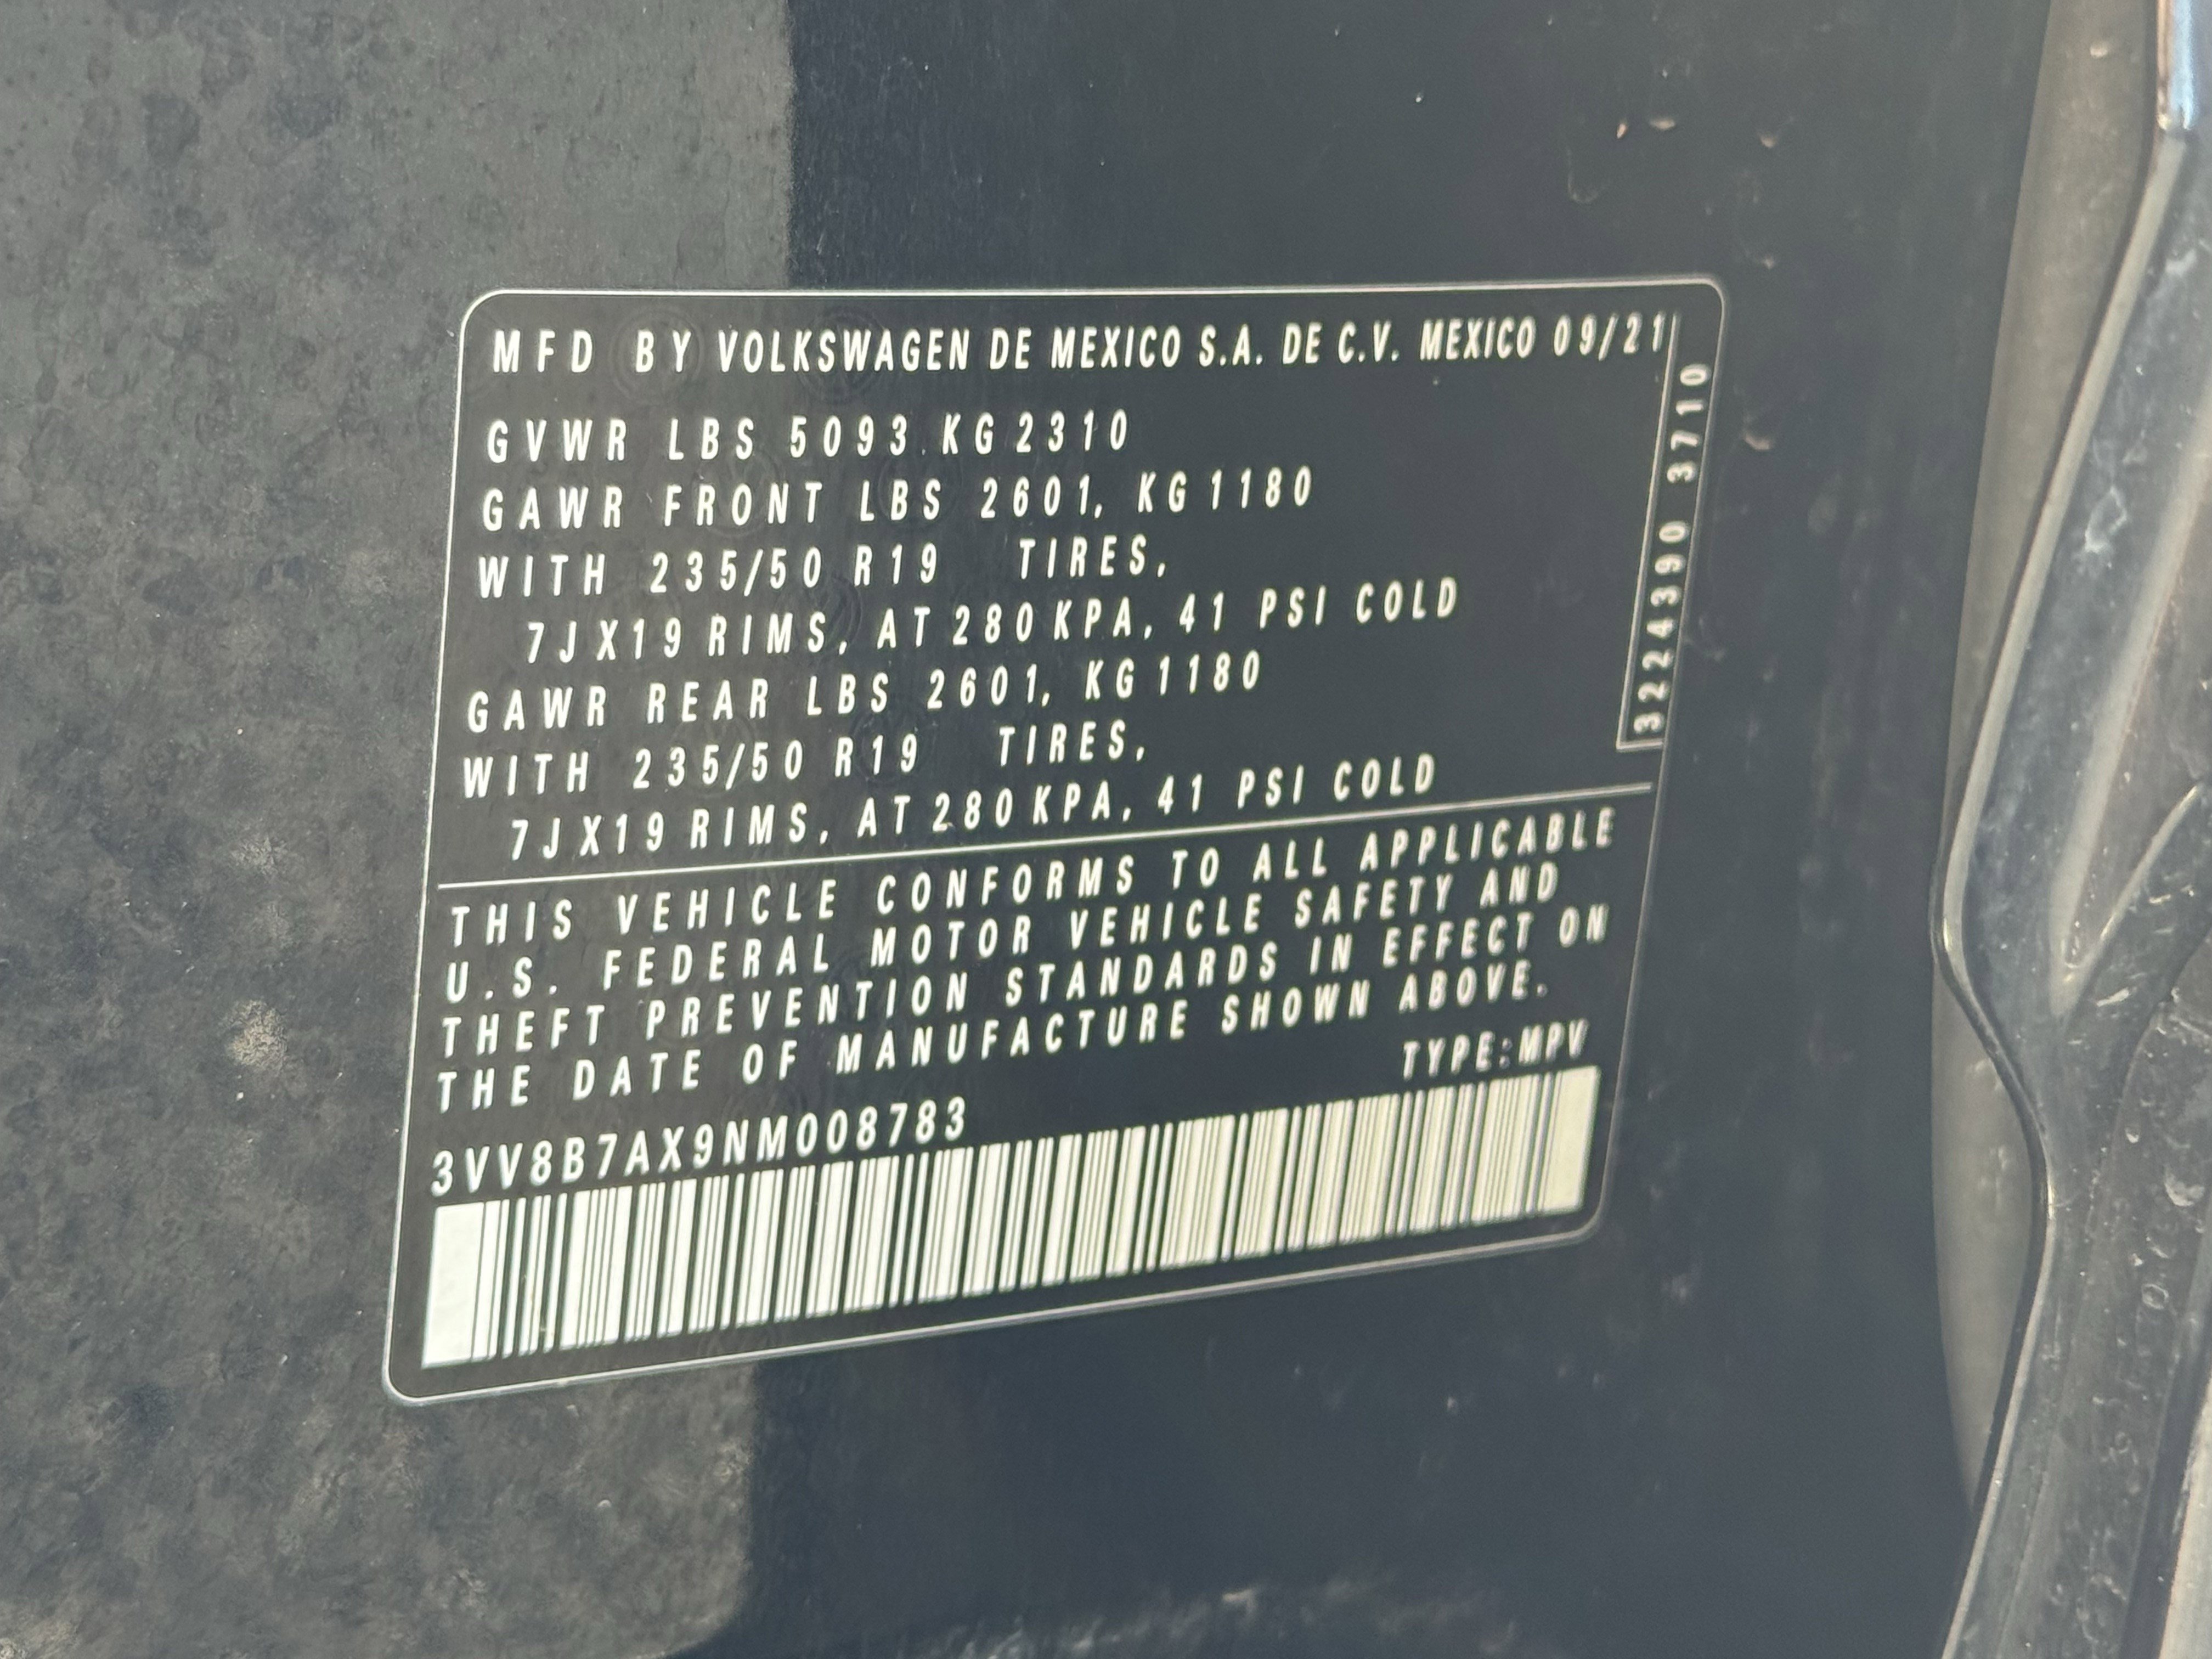 MFD BY VOLKSWAGEN DE MEXICO S.A. DE C.V. MEXICO 09/21
GVWR LBS 5093 KG 2310
GAWR FRONT LBS 2601, KG 1180
WITH 235/50 R19 TIRES,
7JX19 RIMS, AT 280 KPA, 41 PSI COLD
GAWR REAR LBS 2601, KG 1180
WITH 235/50 R19 TIRES,
7JX19 RIMS, AT 280 KPA, 41 PSI COLD
3224390 3710
THIS VEHICLE CONFORMS TO ALL APPLICABLE
U.S. FEDERAL MOTOR VEHICLE SAFETY AND
THEFT PREVENTION STANDARDS IN EFFECT ON
THE DATE OF MANUFACTURE SHOWN ABOVE.
TYPE:MPV
3VV8B7AX9NM008783